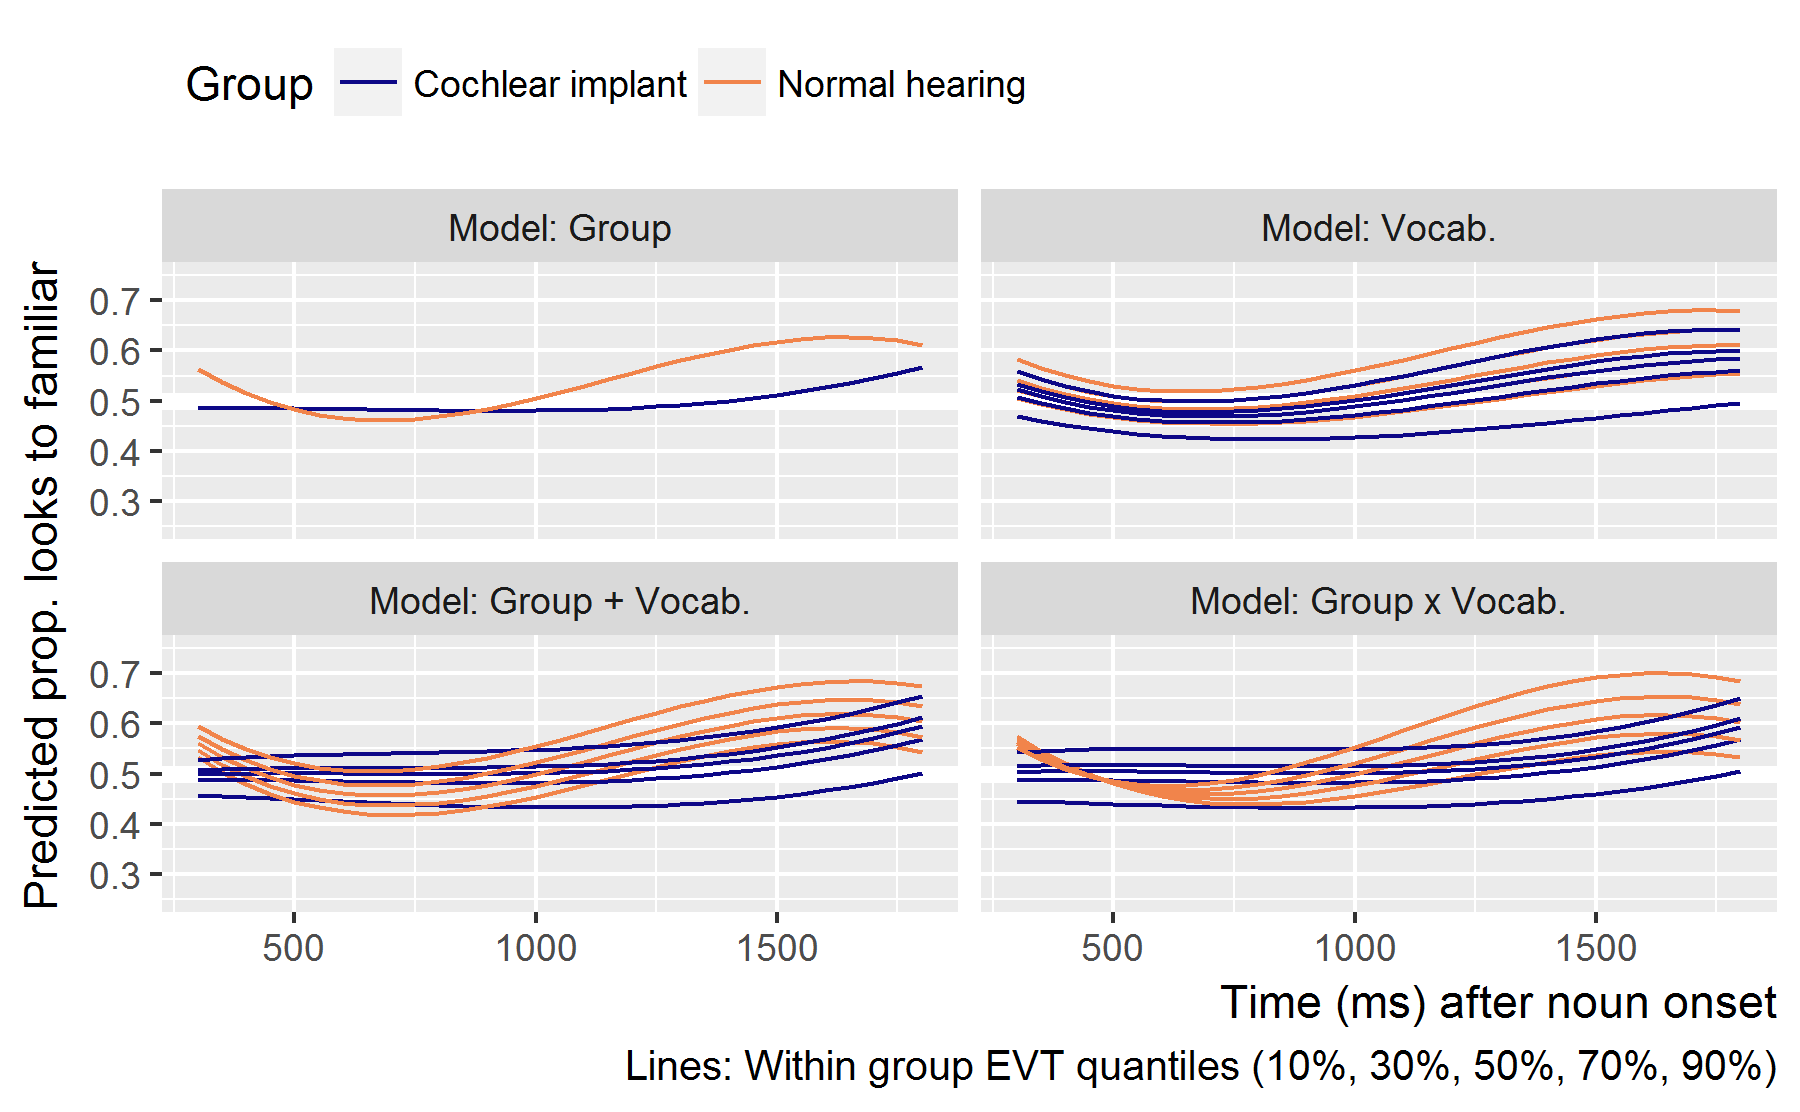 Group Cochlear implant Normal hearing
Model: Group Model: Vocab.
Predicted prop. looks to familiar
0.7
0.6
0.5
0.4
0.3
Model: Group + Vocab. Model: Group x Vocab.
0.7
0.6
0.5
0.4
0.3
500 1000 1500 500 1000 1500
Time (ms) after noun onset
Lines: Within group EVT quantiles (10%, 30%, 50%, 70%, 90%)